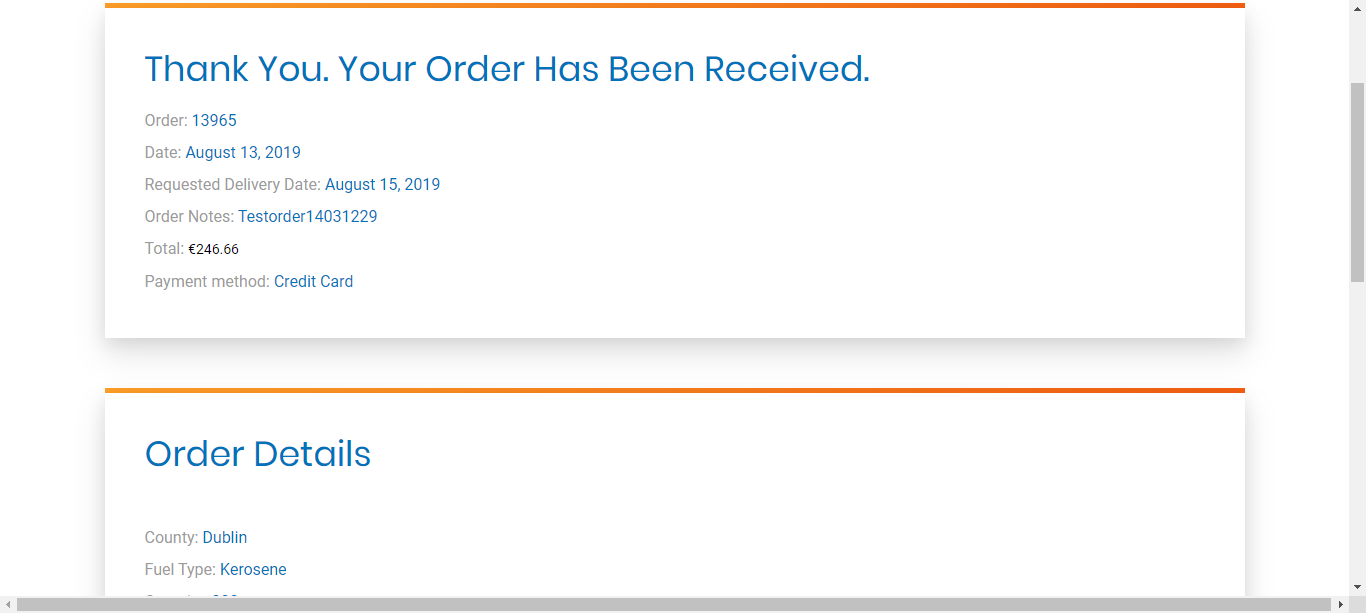 Thank You. Your Order Has Been Received.
Order: 13965
Date: August 13, 2019
Requested Delivery Date: August 15, 2019
Order Notes: Testorder14031229
Total: €246.66
Payment method: Credit Card
Order Details
County: Dublin
Fuel Type: Kerosene